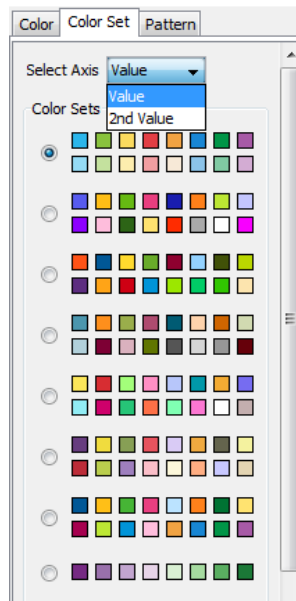 Color Color Set Pattern
Select Axis Value
Value
2nd Value
Color Sets